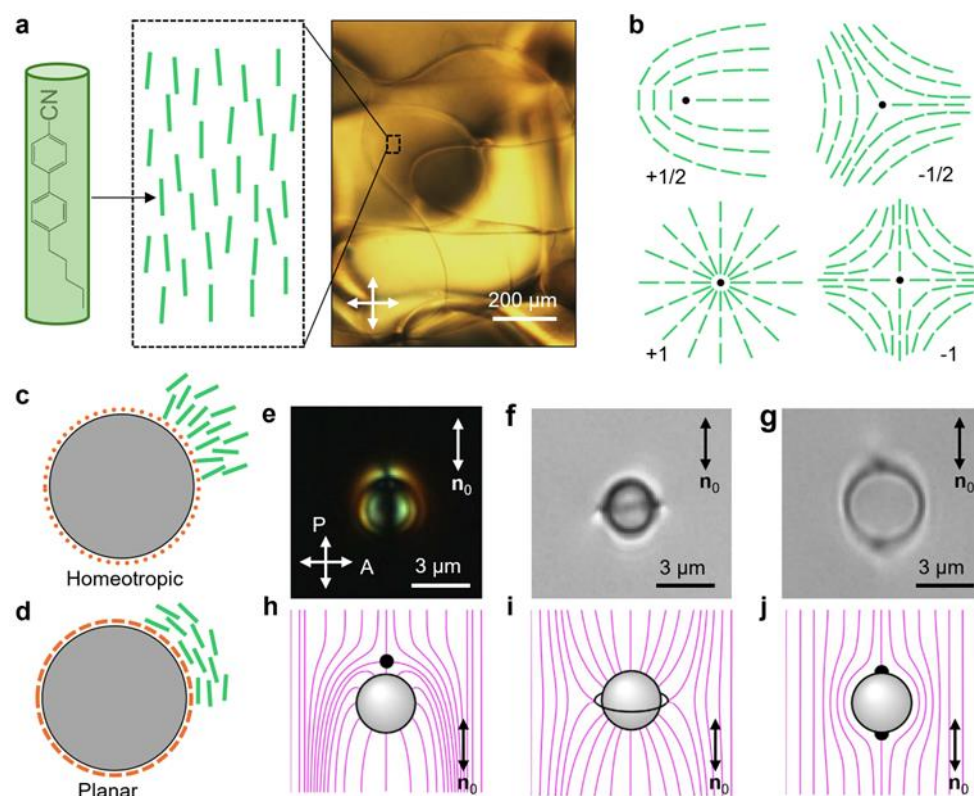 a
CN
200 µm
b
+1/2
-1/2
+1
-1
c
Homeotropic
d
Planar
e
n₀
P
A
3 µm
f
n₀
3 µm
g
n₀
3 µm
h
n₀
i
n₀
j
n₀